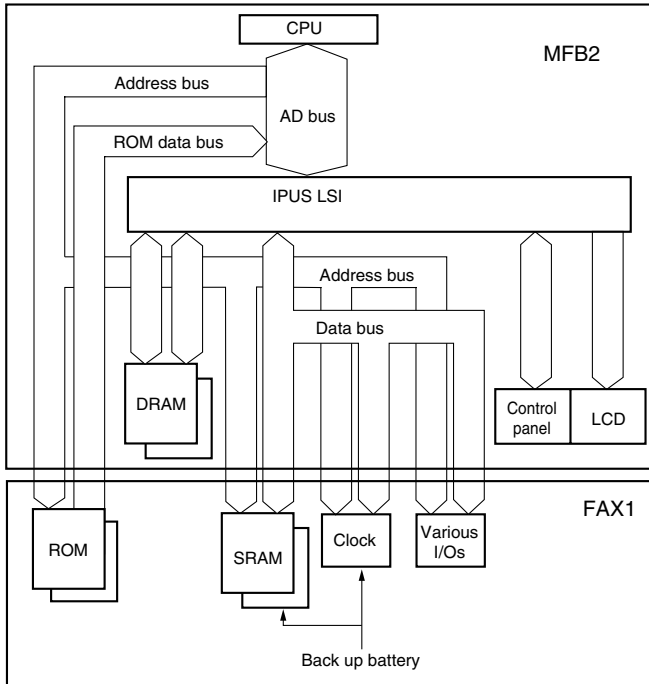 CPU
MFB2
Address bus
AD bus
ROM data bus
IPUS LSI
Address bus
Data bus
DRAM
Control
panel
LCD
FAX1
ROM
SRAM
Clock
Various
I/Os
Back up battery